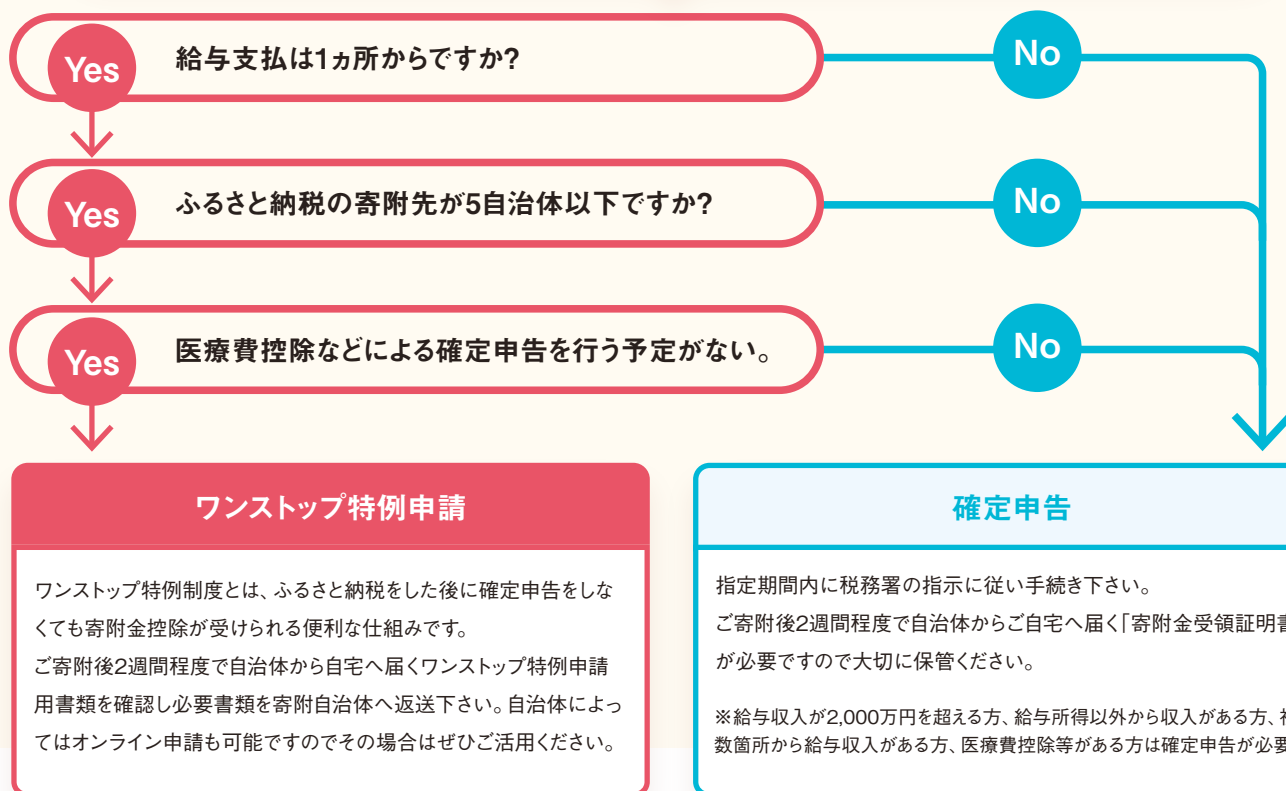 Yes
給与支払は1ヵ所からですか?
No
Yes
ふるさと納税の寄附先が5自治体以下ですか?
No
Yes
医療費控除などによる確定申告を行う予定がない。
No
ワンストップ特例申請
ワンストップ特例制度とは、ふるさと納税をした後に確定申告をしな
くても寄附金控除が受けられる便利な仕組みです。
ご寄附後2週間程度で自治体から自宅へ届くワンストップ特例申請
用書類を確認し必要書類を寄附自治体へ返送下さい。自治体によっ
てはオンライン申請も可能ですのでその場合はぜひご活用ください。
確定申告
指定期間内に税務署の指示に従い手続き下さい。
ご寄附後2週間程度で自治体からご自宅へ届く「寄附金受領証明書
が必要ですので大切に保管ください。
※給与収入が2,000万円を超える方、給与所得以外から収入がある方、
数箇所から給与収入がある方、医療費控除等がある方は確定申告が必要